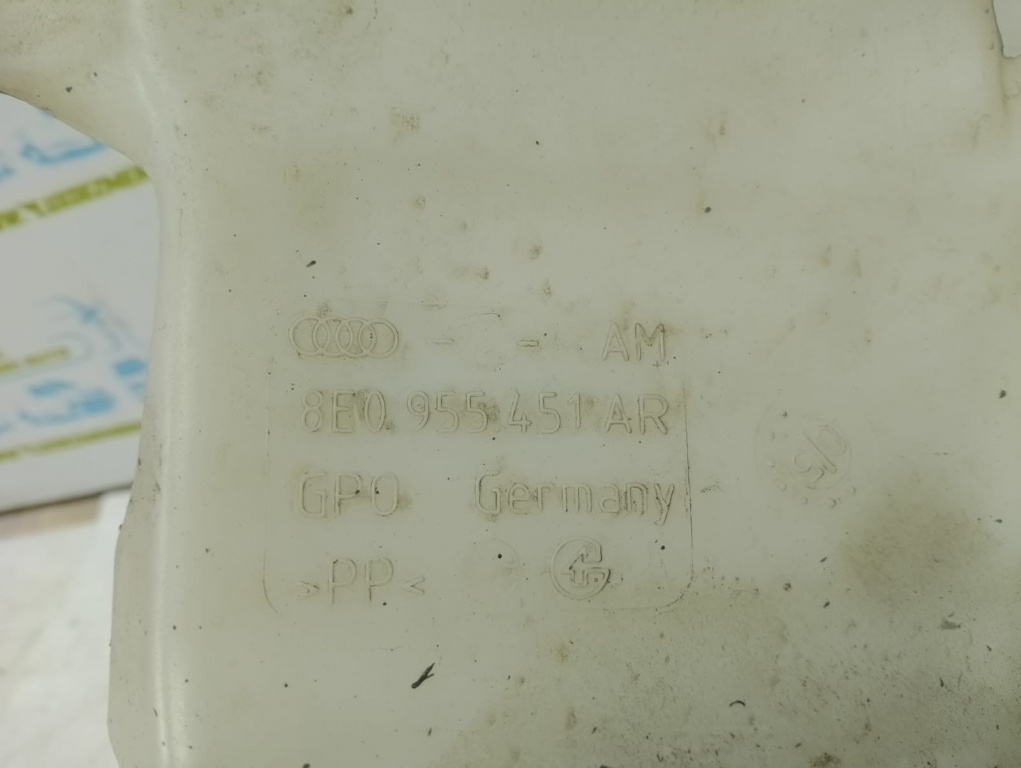 - - AM
8E0.955.451 AR
GPO Germany
>PP<